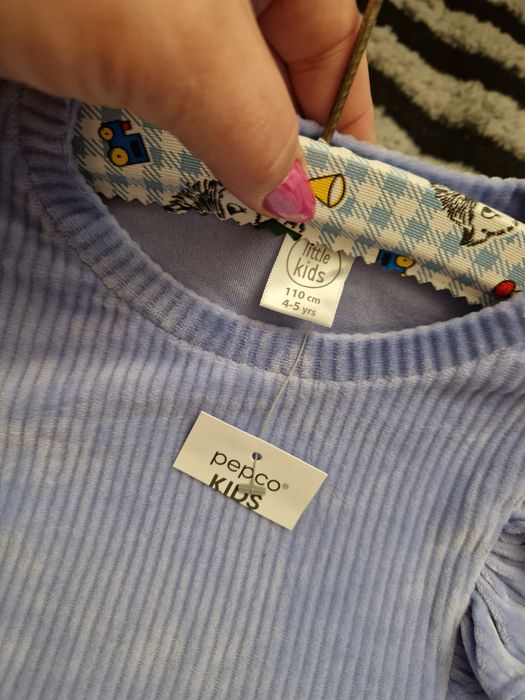 little
kids
110 cm
4-5 yrs
pepco®
KIDS